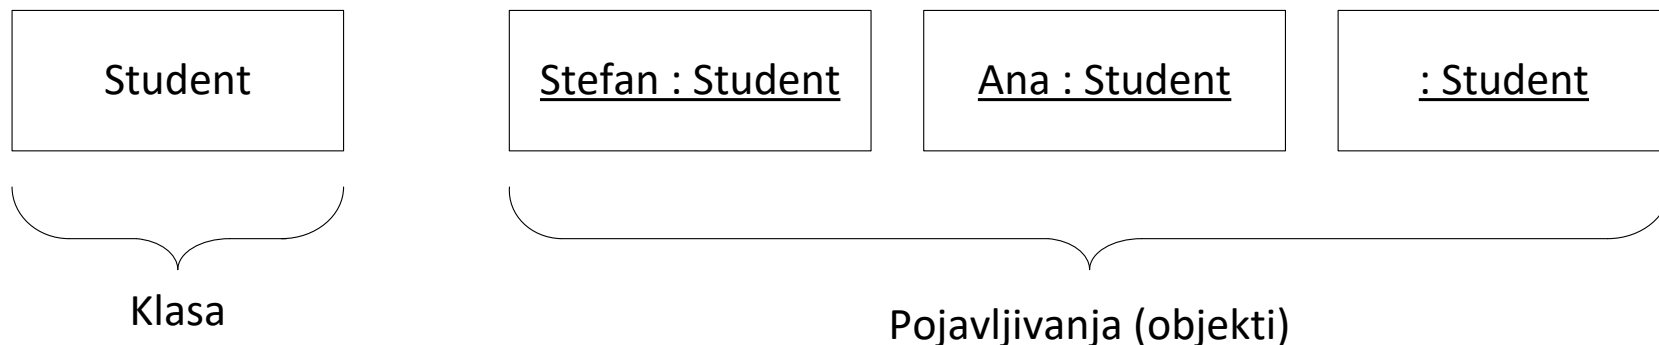 Student
Stefan : Student
Ana : Student
: Student
Klasa
Pojavljivanja (objekti)